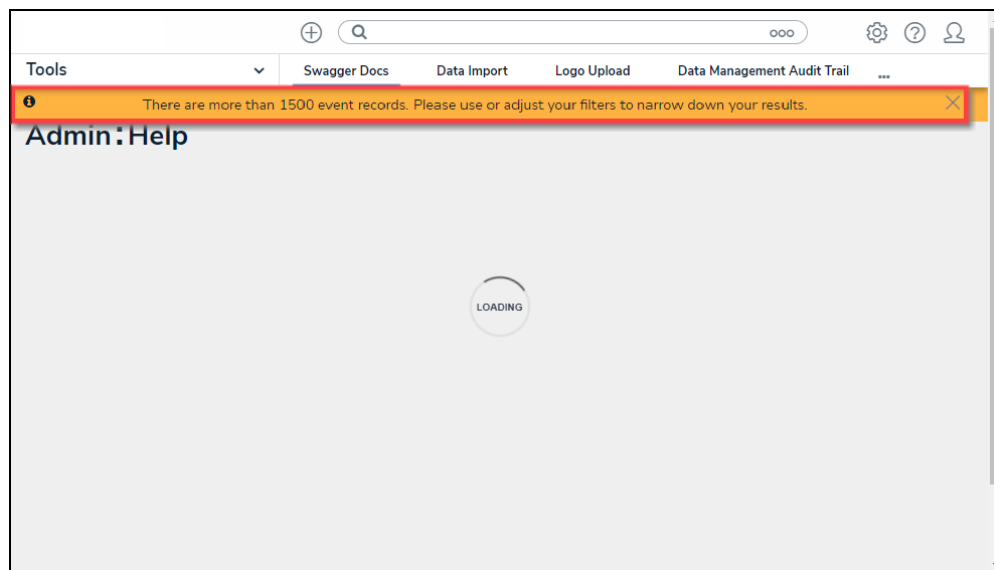 Tools
Swagger Docs Data Import Logo Upload Data Management Audit Trail ...
There are more than 1500 event records. Please use or adjust your filters to narrow down your results.
Admin:Help
LOADING